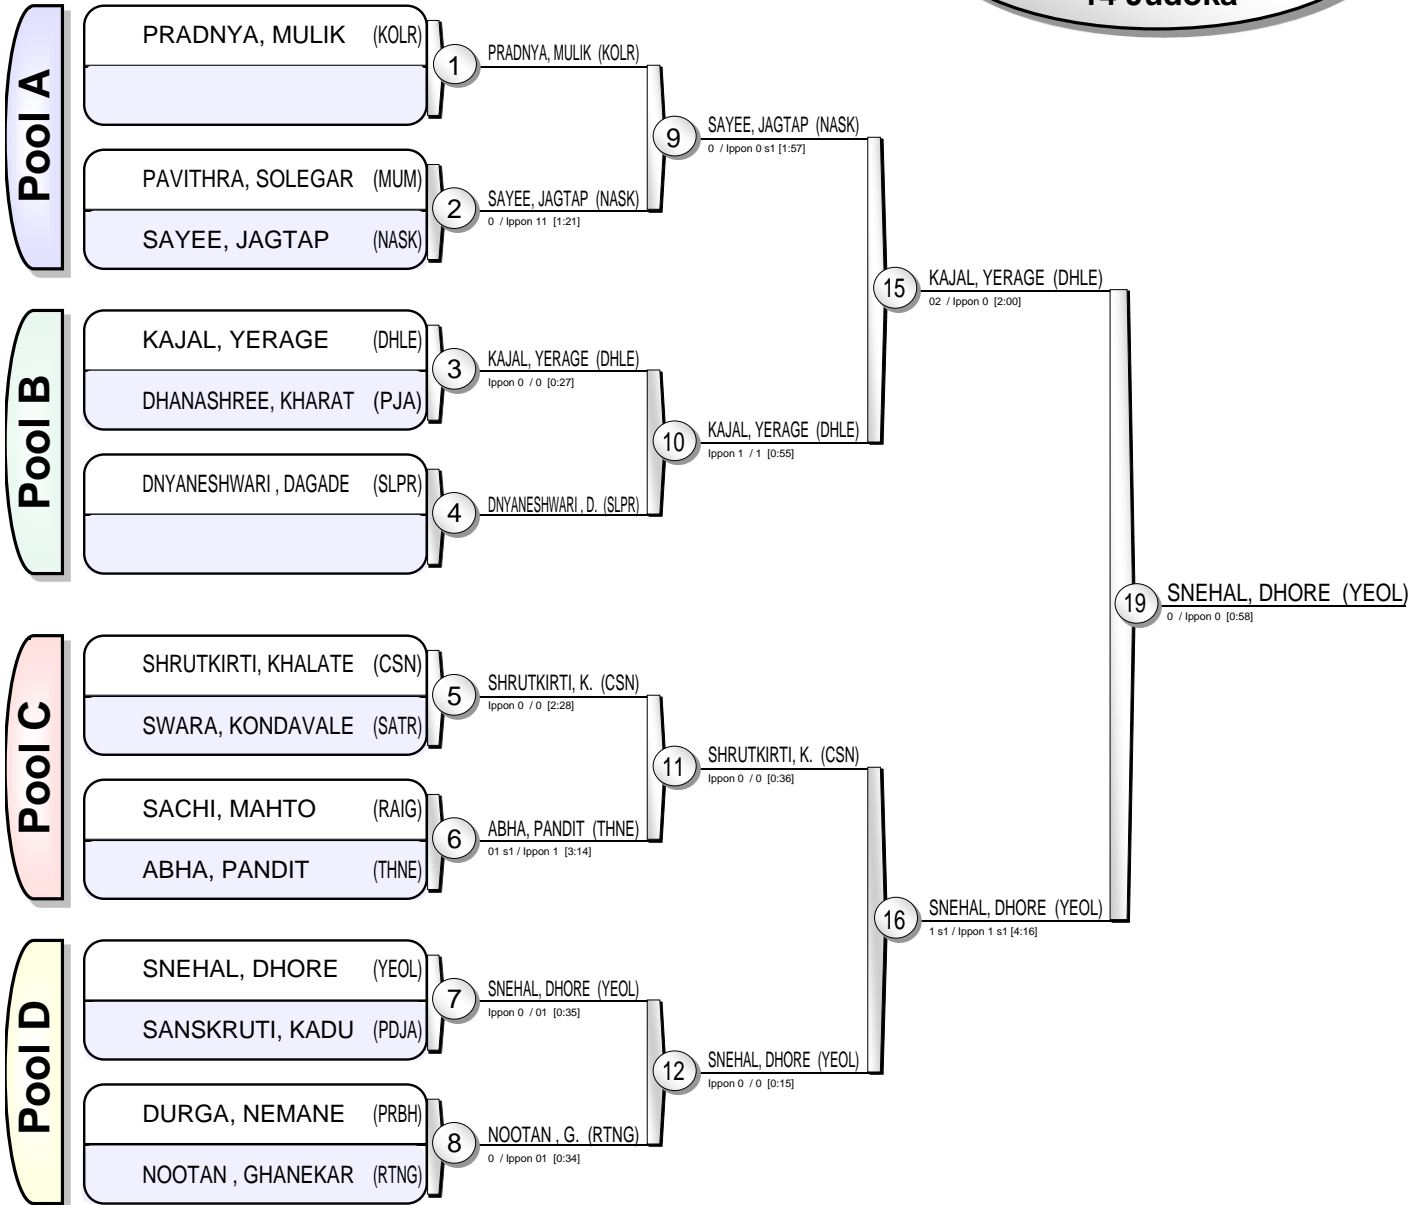 14 Judoka
Pool A
PRADNYA, MULIK (KOLR)
PAVITHRA, SOLEGAR (MUM)
SAYEE, JAGTAP (NASK)
1
PRADNYA, MULIK (KOLR)
2
SAYEE, JAGTAP (NASK)
0 / Ippon 11 [1:21]
9
SAYEE, JAGTAP (NASK)
0 / Ippon 0 s1 [1:57]
Pool B
KAJAL, YERAGE (DHLE)
DHANASHREE, KHARAT (PJA)
DNYANESHWARI , DAGADE (SLPR)
3
KAJAL, YERAGE (DHLE)
Ippon 0 / 0 [0:27]
4
DNYANESHWARI , D. (SLPR)
10
KAJAL, YERAGE (DHLE)
Ippon 1 / 1 [0:55]
15
KAJAL, YERAGE (DHLE)
02 / Ippon 0 [2:00]
Pool C
SHRUTKIRTI, KHALATE (CSN)
SWARA, KONDAVALE (SATR)
SACHI, MAHTO (RAIG)
ABHA, PANDIT (THNE)
5
SHRUTKIRTI, K. (CSN)
Ippon 0 / 0 [2:28]
6
ABHA, PANDIT (THNE)
01 s1 / Ippon 1 [3:14]
11
SHRUTKIRTI, K. (CSN)
Ippon 0 / 0 [0:36]
Pool D
SNEHAL, DHORE (YEOL)
SANSKRUTI, KADU (PDJA)
DURGA, NEMANE (PRBH)
NOOTAN , GHANEKAR (RTNG)
7
SNEHAL, DHORE (YEOL)
Ippon 0 / 01 [0:35]
8
NOOTAN , G. (RTNG)
0 / Ippon 01 [0:34]
12
SNEHAL, DHORE (YEOL)
Ippon 0 / 0 [0:15]
16
SNEHAL, DHORE (YEOL)
1 s1 / Ippon 1 s1 [4:16]
19
SNEHAL, DHORE (YEOL)
0 / Ippon 0 [0:58]